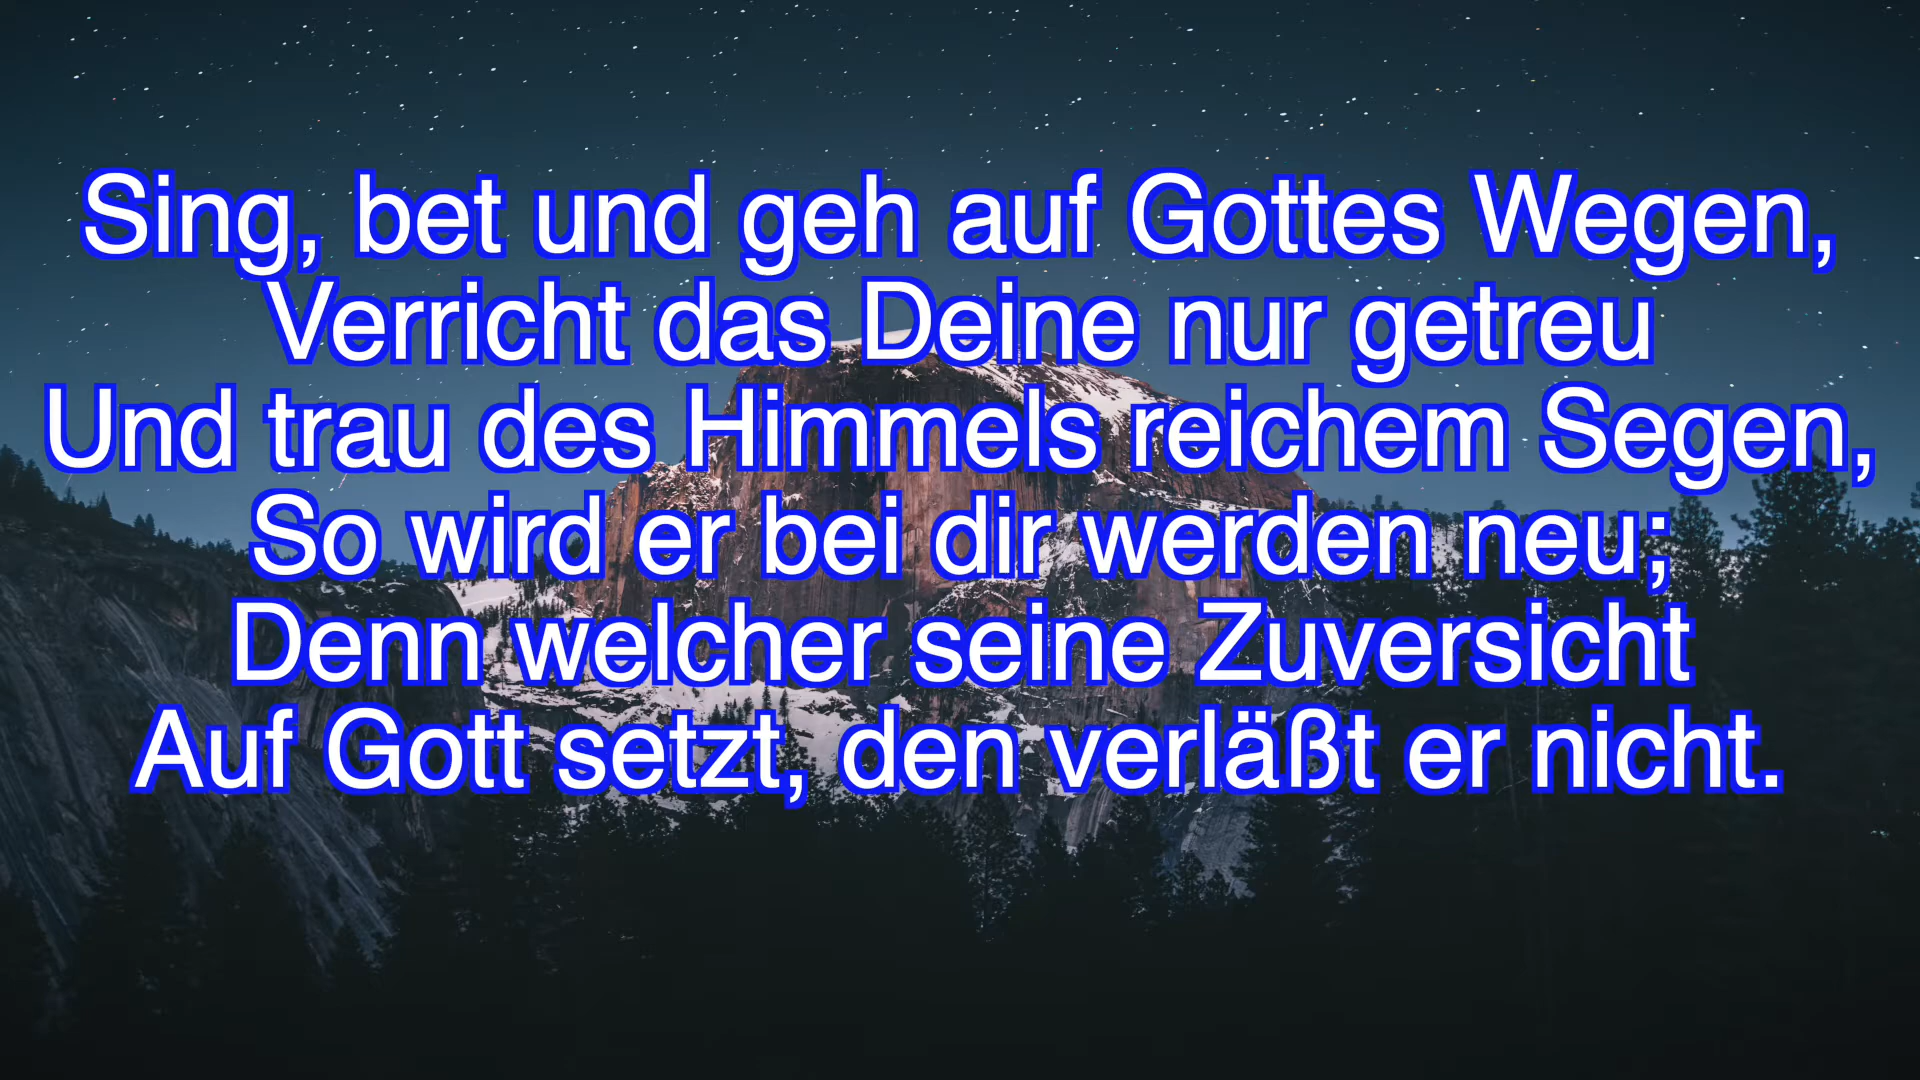 Sing, bet und geh auf Gottes Wegen,
Verricht das Deine nur getreu
Und trau des Himmels reichem Segen,
So wird er bei dir werden neu;
Denn welcher seine Zuversicht
Auf Gott setzt, den verläßt er nicht.